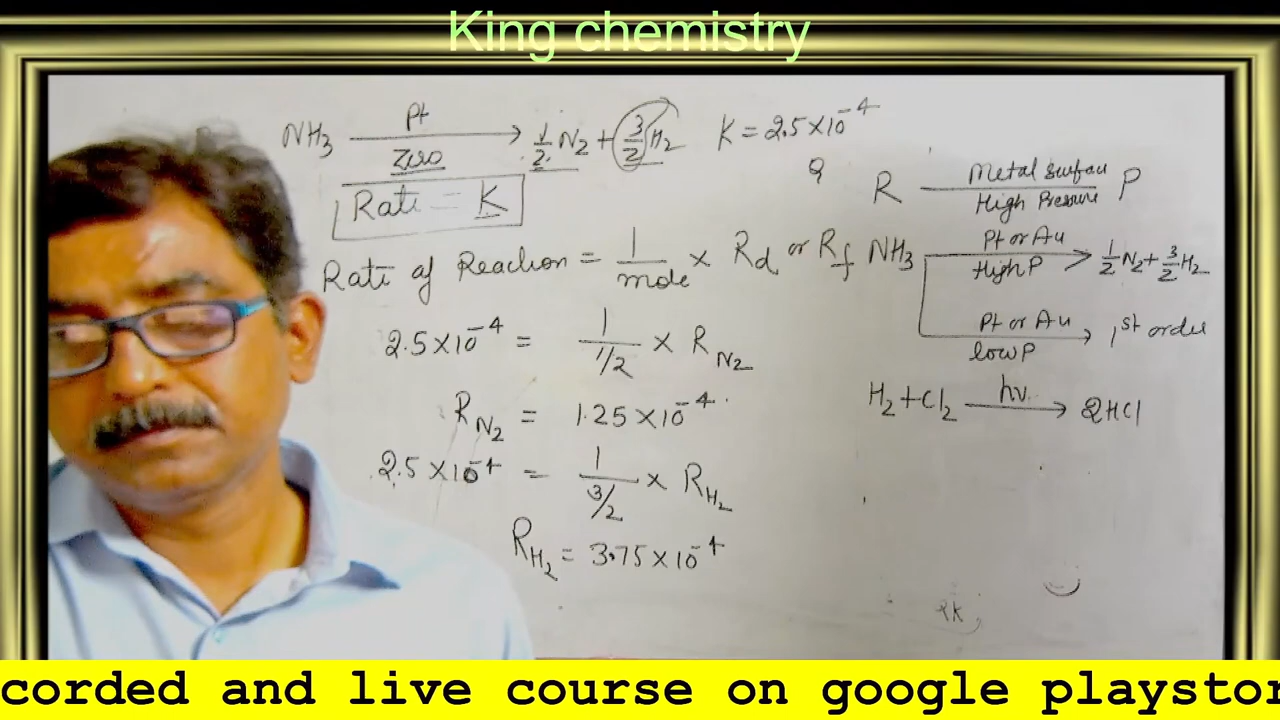 King chemistry
NH3 Pt Zero → 1/2 N2 + 3/2 H2 K = 2.5×10^-4
Rate = K
Rate of Reaction = 1/mole × Rd or Rf
2.5×10^-4 = 1/(1/2) × R N2
R N2 = 1.25×10^-4
2.5×10^-4 = 1/(3/2) × R H2
R H2 = 3.75×10^-4
Q R Metal Surface High Pressure P
NH3 Pt or Au High P → 1/2 N2 + 3/2 H2
Pt or Au low P → 1st order
H2 + Cl2 hν → 2HCl
corded and live course on google playstor